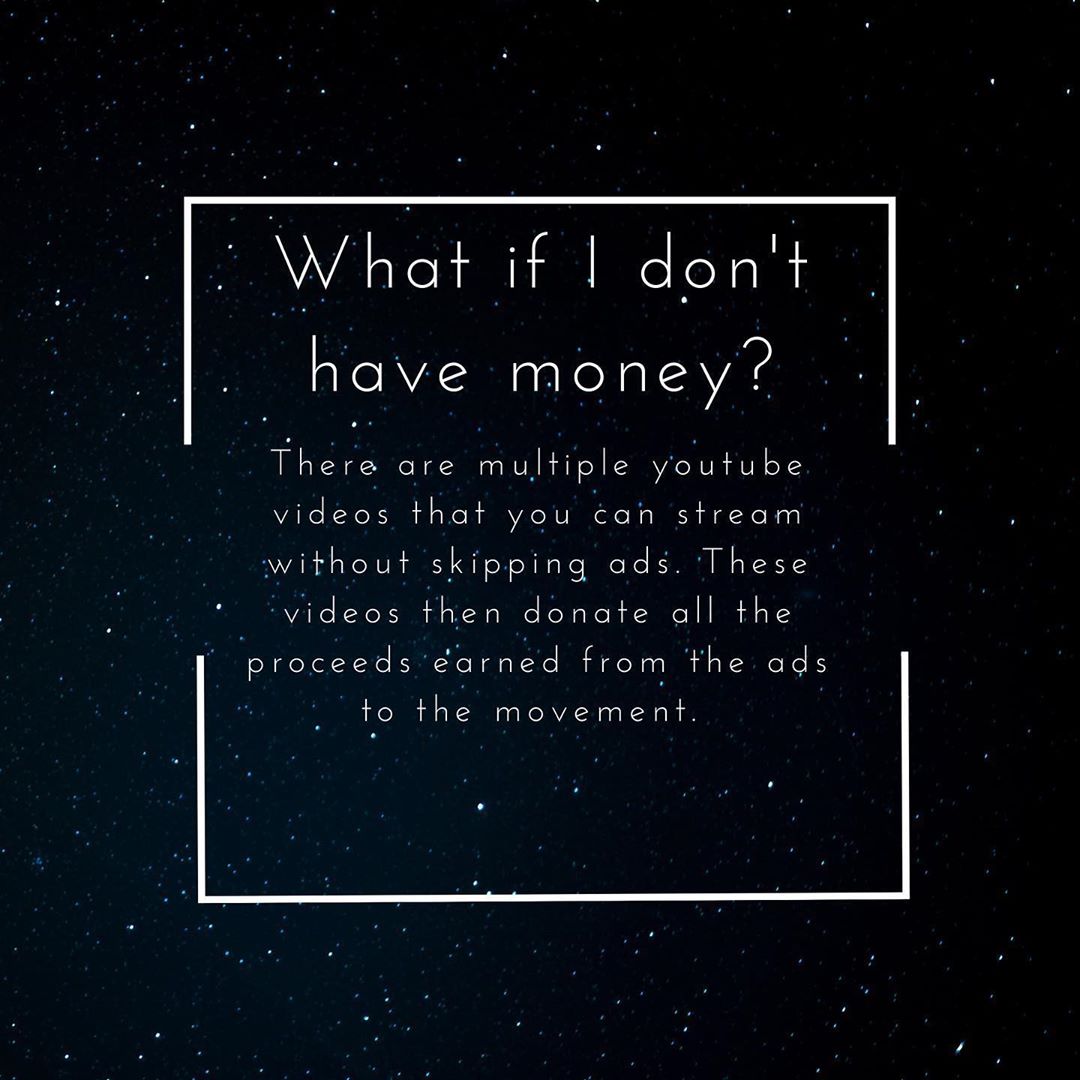 What if I don't
have money?
There are multiple youtube
videos that you can stream
without skipping ads. These
videos then donate all the
proceeds earned from the ads
to the movement.